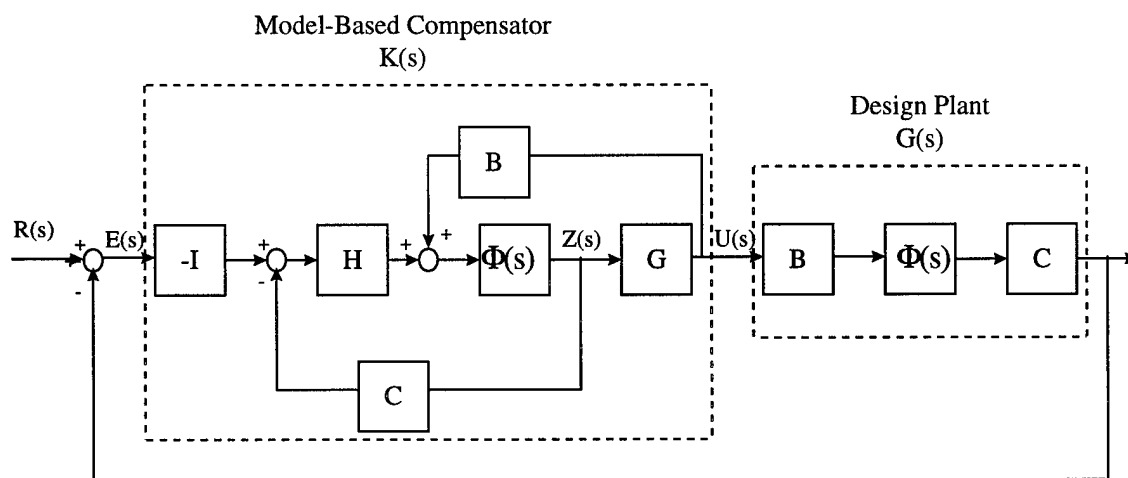 Model-Based Compensator
K(s)
Design Plant
G(s)
B
R(s)
+
E(s)
-I
+
H
+
+
Φ(s)
Z(s)
G
U(s)
B
Φ(s)
C
-
-
C